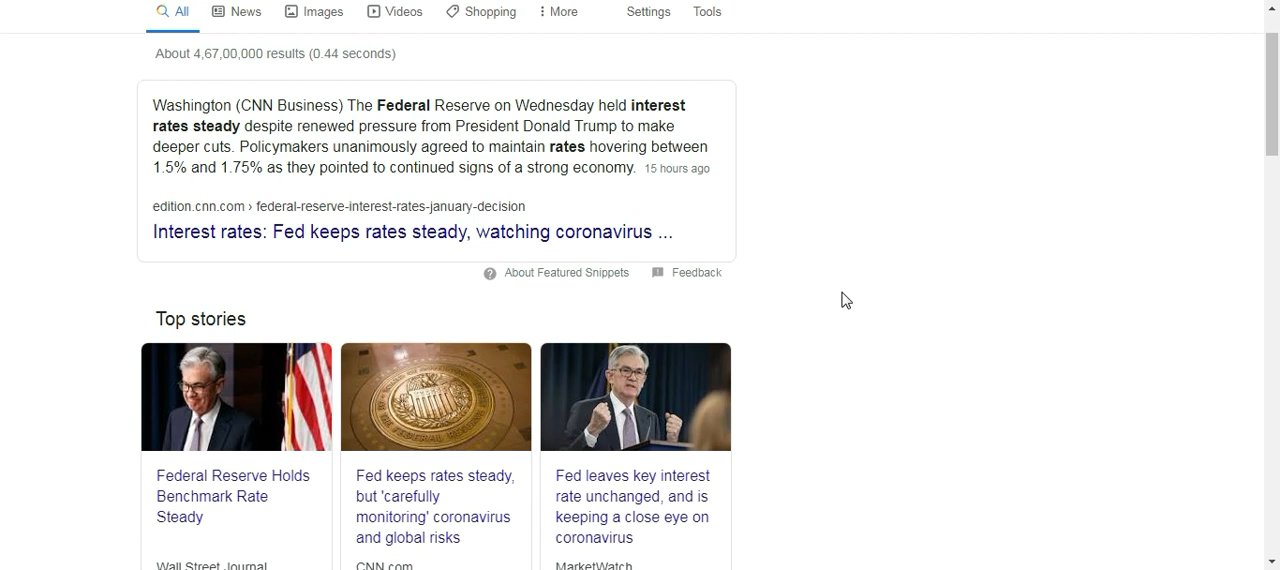 All News Images Videos Shopping More Settings Tools
About 4,67,00,000 results (0.44 seconds)
Washington (CNN Business) The Federal Reserve on Wednesday held interest
rates steady despite renewed pressure from President Donald Trump to make
deeper cuts. Policymakers unanimously agreed to maintain rates hovering between
1.5% and 1.75% as they pointed to continued signs of a strong economy. 15 hours ago
edition.cnn.com › federal-reserve-interest-rates-january-decision
Interest rates: Fed keeps rates steady, watching coronavirus ...
About Featured Snippets Feedback
Top stories
Federal Reserve Holds
Benchmark Rate
Steady
Wall Street Journal
Fed keeps rates steady,
but 'carefully
monitoring' coronavirus
and global risks
CNN.com
Fed leaves key interest
rate unchanged, and is
keeping a close eye on
coronavirus
MarketWatch